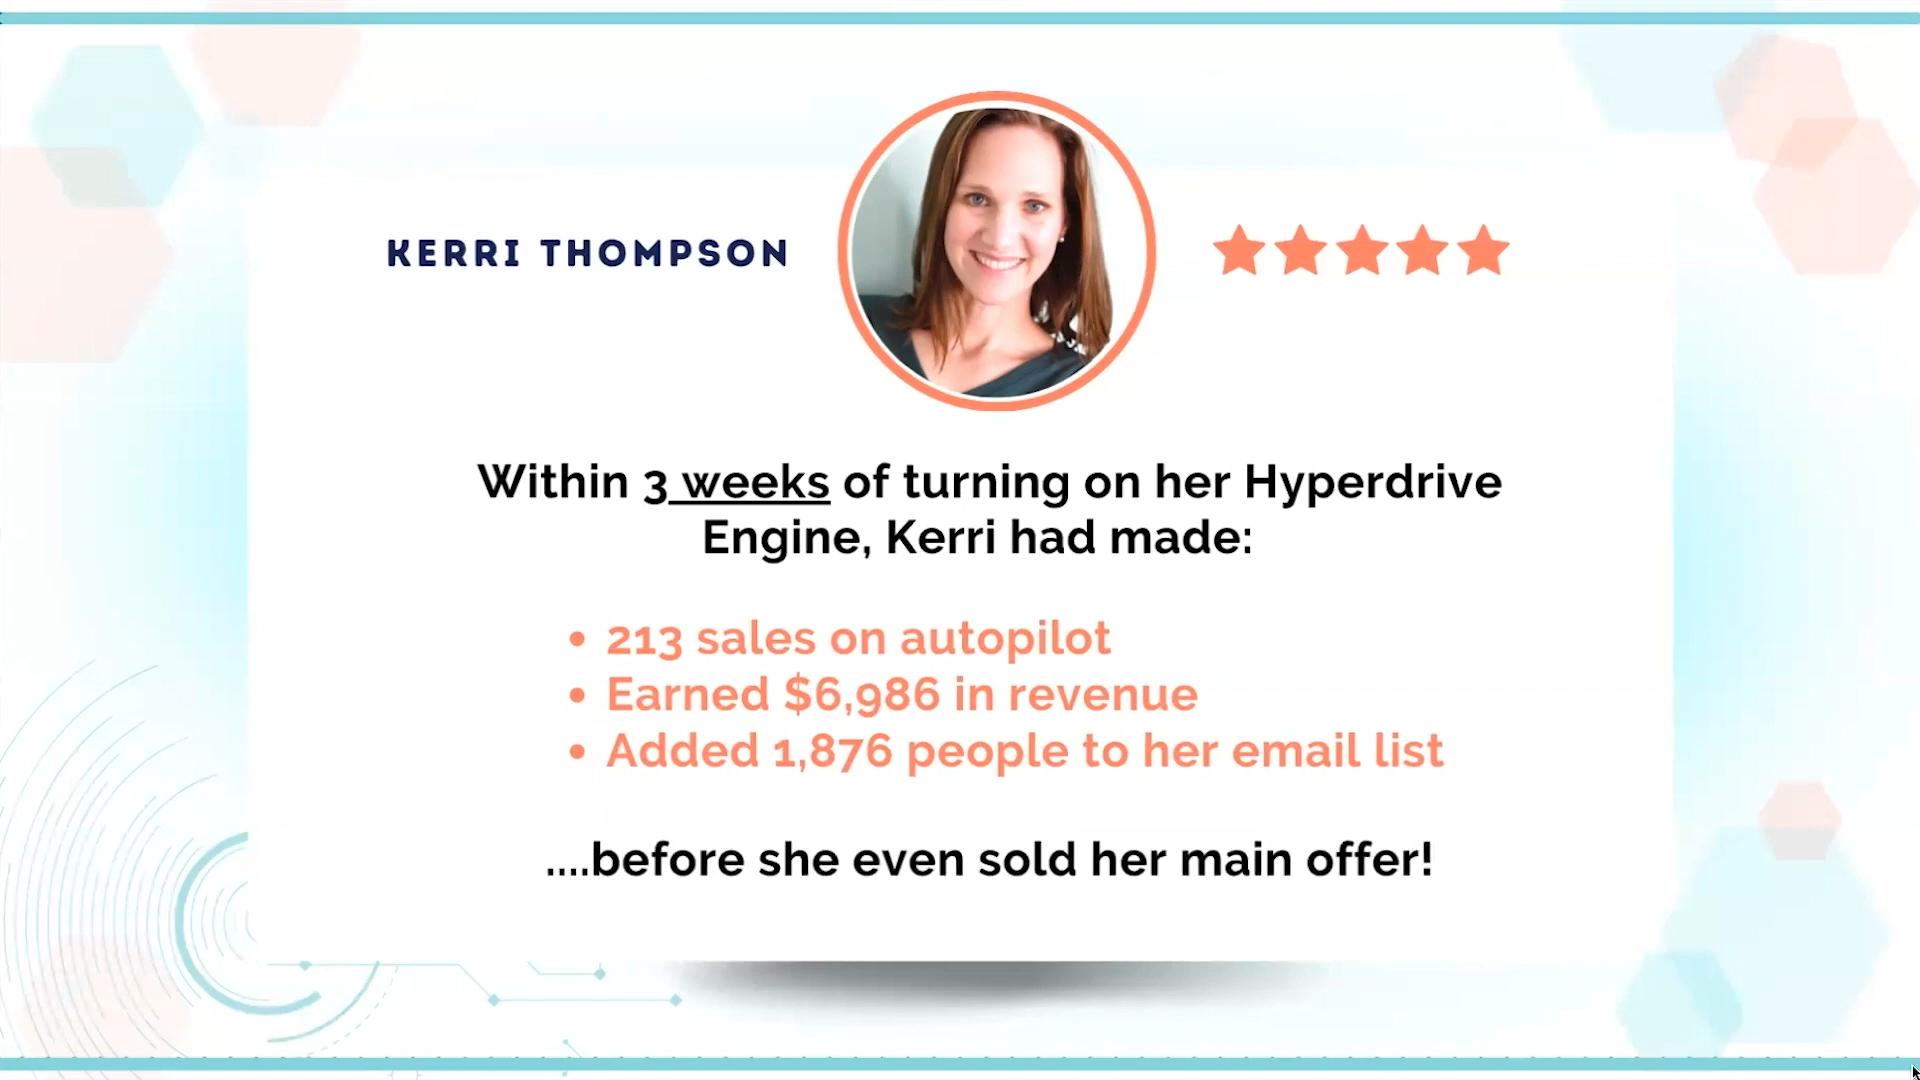 KERRI THOMPSON
Within 3 weeks of turning on her Hyperdrive
Engine, Kerri had made:
• 213 sales on autopilot
• Earned $6,986 in revenue
• Added 1,876 people to her email list
....before she even sold her main offer!